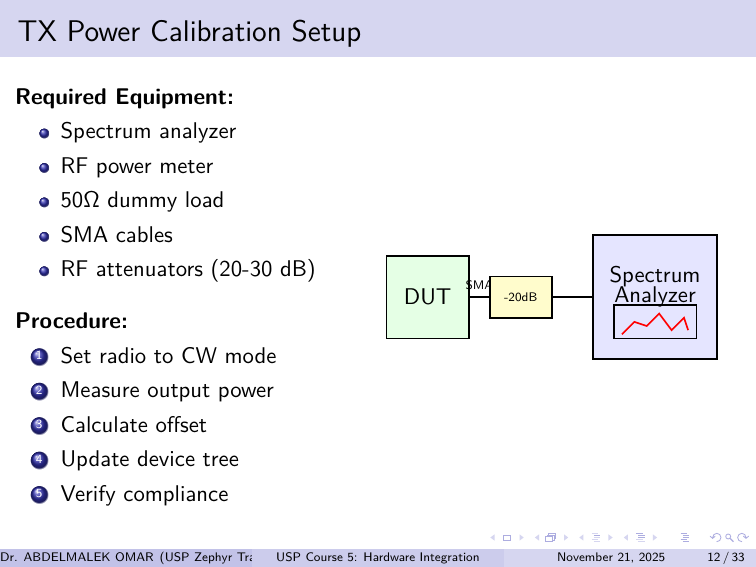 TX Power Calibration Setup
Required Equipment:
Spectrum analyzer
RF power meter
50Ω dummy load
SMA cables
RF attenuators (20-30 dB)
Procedure:
1 Set radio to CW mode
2 Measure output power
3 Calculate offset
4 Update device tree
5 Verify compliance
DUT
SMA
-20dB
Spectrum
Analyzer
Dr. ABDELMALEK OMAR (USP Zephyr Tra USP Course 5: Hardware Integration November 21, 2025 12 / 33